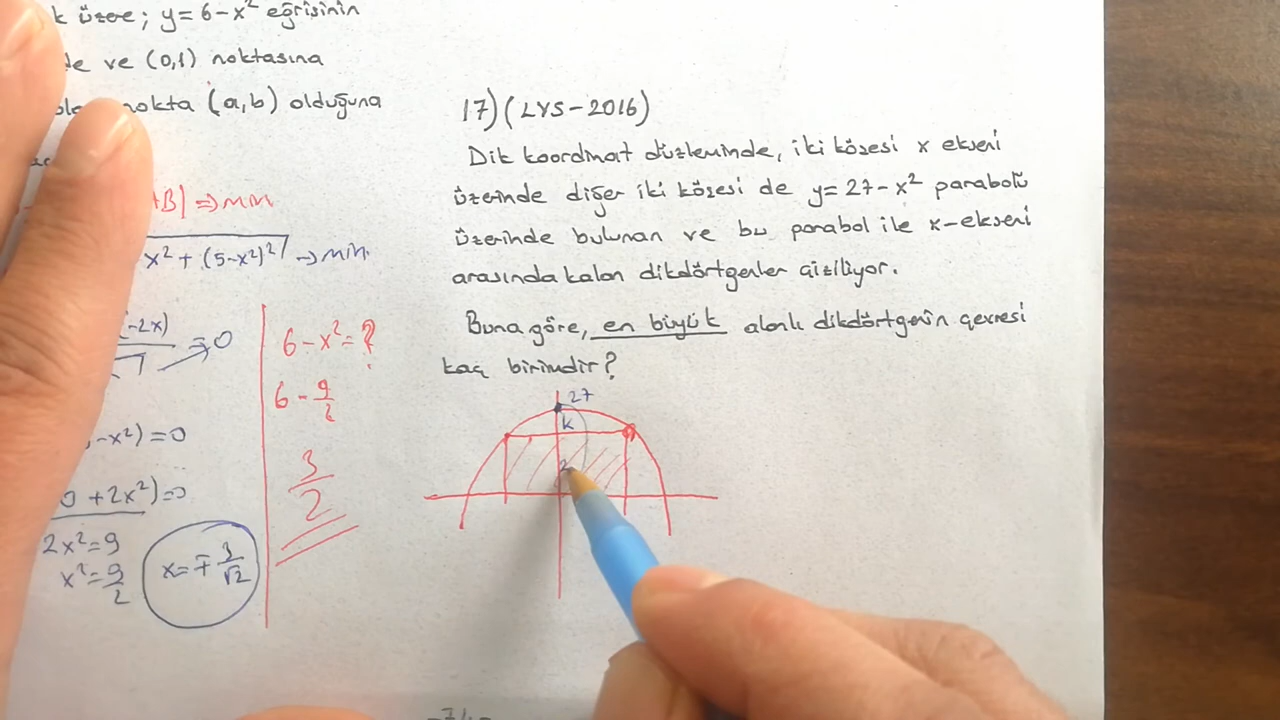 k üzere; y=6-x² eğrisinin
de ve (0,1) noktasına
nokta (a,b) olduğuna
AB| ⇒ min
x² + (5-x²)² → min.
(-2x)
=0
-x²)=0
0 + 2x²)=0
2x²=9
x²=9/2
x=∓ 3/√2
6-x²=?
6-9/2
3/2
17)(LYS-2016)
Dik koordinat düzleminde, iki köşesi x ekseni
üzerinde diğer iki köşesi de y=27-x² parabolü
üzerinde bulunan ve bu parabol ile x-ekseni
arasında kalan dikdörtgenler çiziliyor.
Buna göre, en büyük alanlı dikdörtgenin çevresi
kaç birimdir?
27
k
2